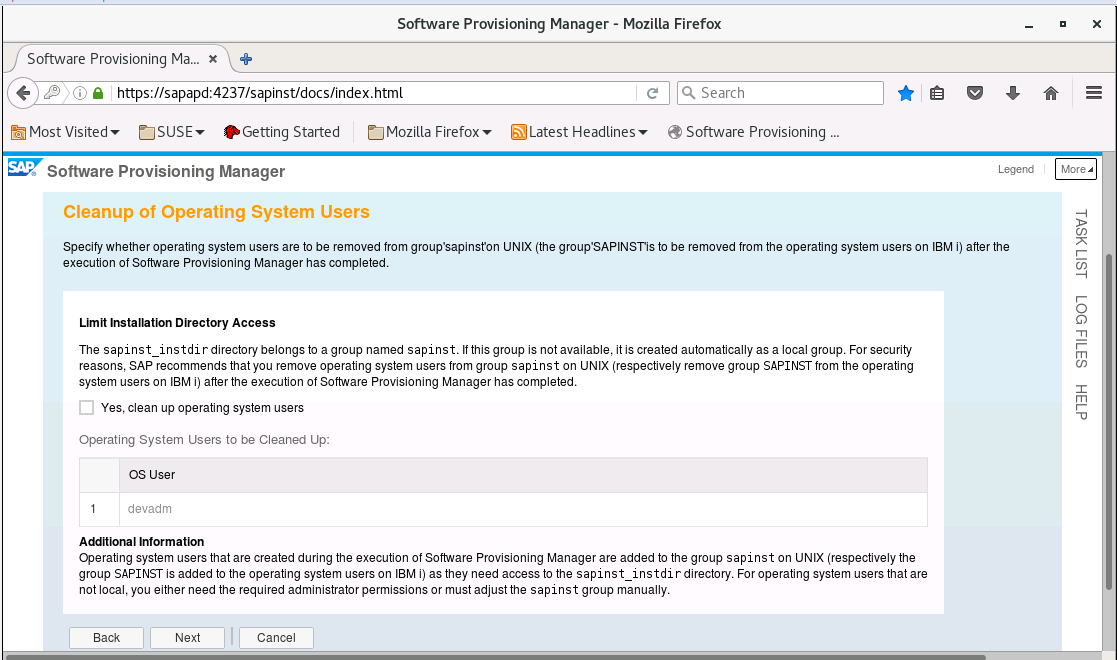 Software Provisioning Manager - Mozilla Firefox
Software Provisioning Ma...
https://sapapd:4237/sapinst/docs/index.html
Search
Most Visited
SUSE
Getting Started
Mozilla Firefox
Latest Headlines
Software Provisioning ...
SAP
Software Provisioning Manager
Legend
More
Cleanup of Operating System Users
Specify whether operating system users are to be removed from group'sapinst'on UNIX (the group'SAPINST'is to be removed from the operating system users on IBM i) after the
execution of Software Provisioning Manager has completed.
Limit Installation Directory Access
The sapinst_instdir directory belongs to a group named sapinst. If this group is not available, it is created automatically as a local group. For security
reasons, SAP recommends that you remove operating system users from group sapinst on UNIX (respectively remove group SAPINST from the operating
system users on IBM i) after the execution of Software Provisioning Manager has completed.
Yes, clean up operating system users
Operating System Users to be Cleaned Up:
OS User
1 devadm
Additional Information
Operating system users that are created during the execution of Software Provisioning Manager are added to the group sapinst on UNIX (respectively the
group SAPINST is added to the operating system users on IBM i) as they need access to the sapinst_instdir directory. For operating system users that are
not local, you either need the required administrator permissions or must adjust the sapinst group manually.
Back
Next
Cancel
TASK LIST
LOG FILES
HELP